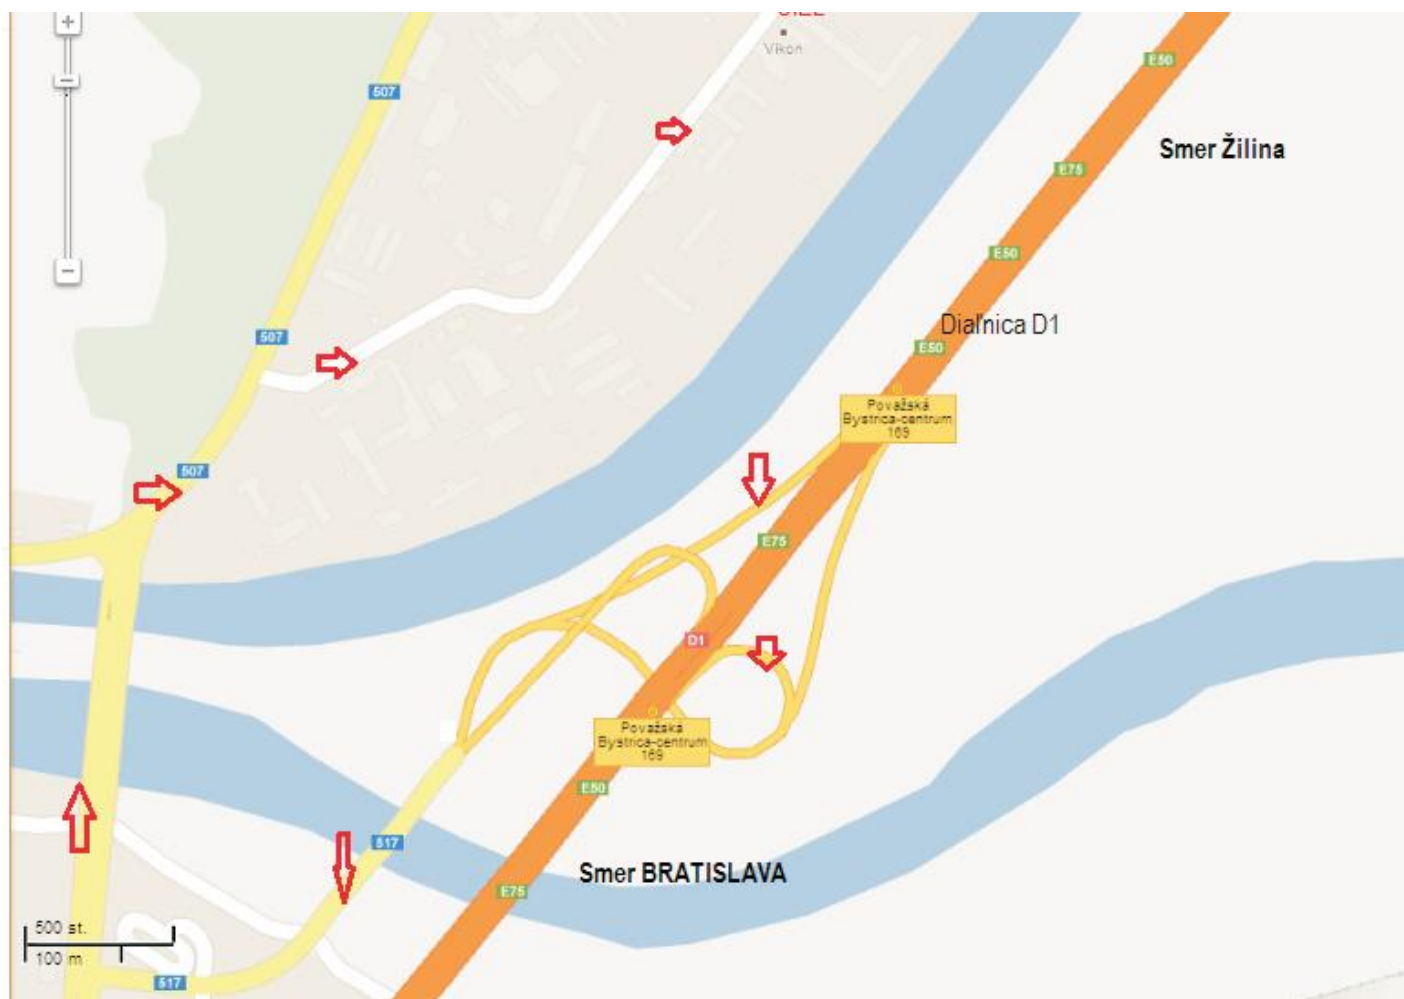 Vikon
E50
507
Smer Žilina
E75
E50
507
Diaľnica D1
E50
Považská
Bystrica-centrum
169
507
E75
D1
Považská
Bystrica-centrum
169
E50
517
Smer BRATISLAVA
E75
500 st.
100 m
517